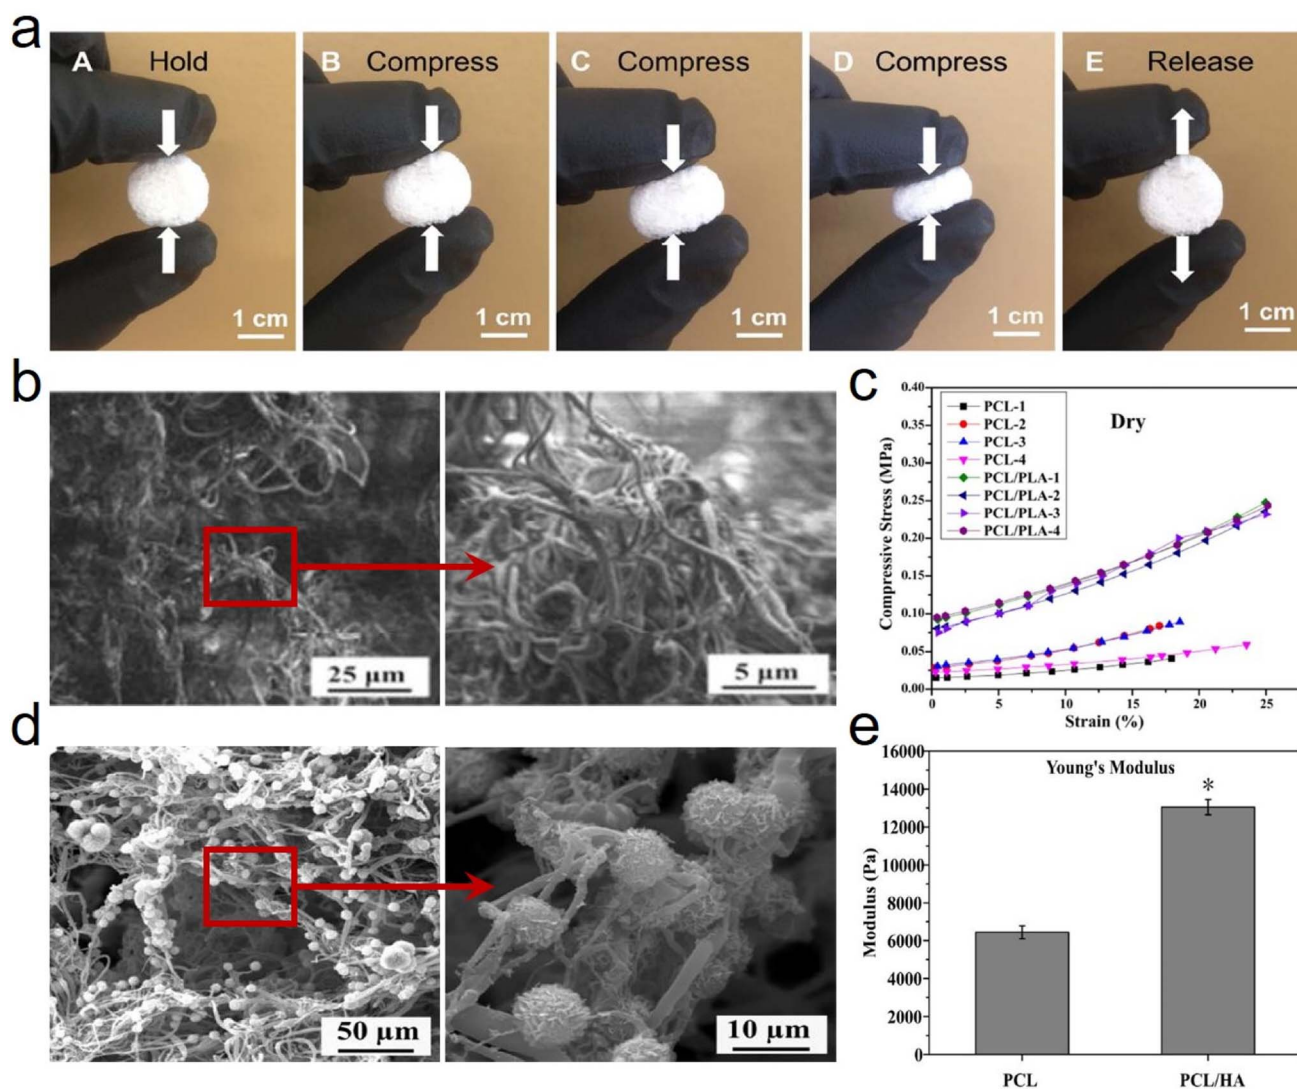 a
A Hold
B Compress
C Compress
D Compress
E Release
1 cm
1 cm
1 cm
1 cm
1 cm
b
25 µm
5 µm
c
Compressive Stress (MPa)
0.40
0.35
0.30
0.25
0.20
0.15
0.10
0.05
0.00
PCL-1
PCL-2
PCL-3
PCL-4
PCL/PLA-1
PCL/PLA-2
PCL/PLA-3
PCL/PLA-4
Dry
0 5 10 15 20 25
Strain (%)
d
50 µm
10 µm
e
Modulus (Pa)
16000
14000
12000
10000
8000
6000
4000
2000
0
Young's Modulus
*
PCL PCL/HA